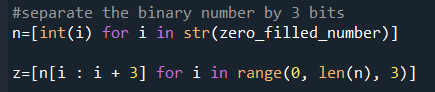 #separate the binary number by 3 bits
n=[int(i) for i in str(zero_filled_number)]
z=[n[i : i + 3] for i in range(0, len(n), 3)]